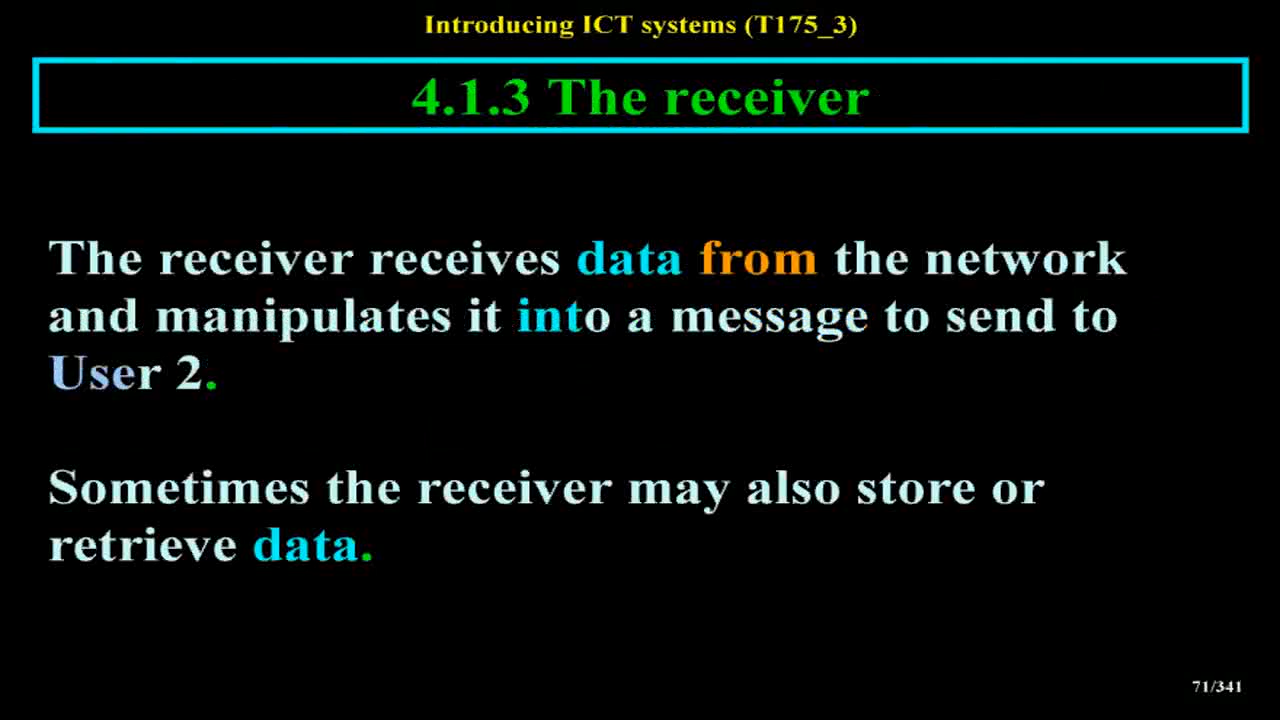 Introducing ICT systems (T175_3)
4.1.3 The receiver
The receiver receives data from the network
and manipulates it into a message to send to
User 2.
Sometimes the receiver may also store or
retrieve data.
71/341